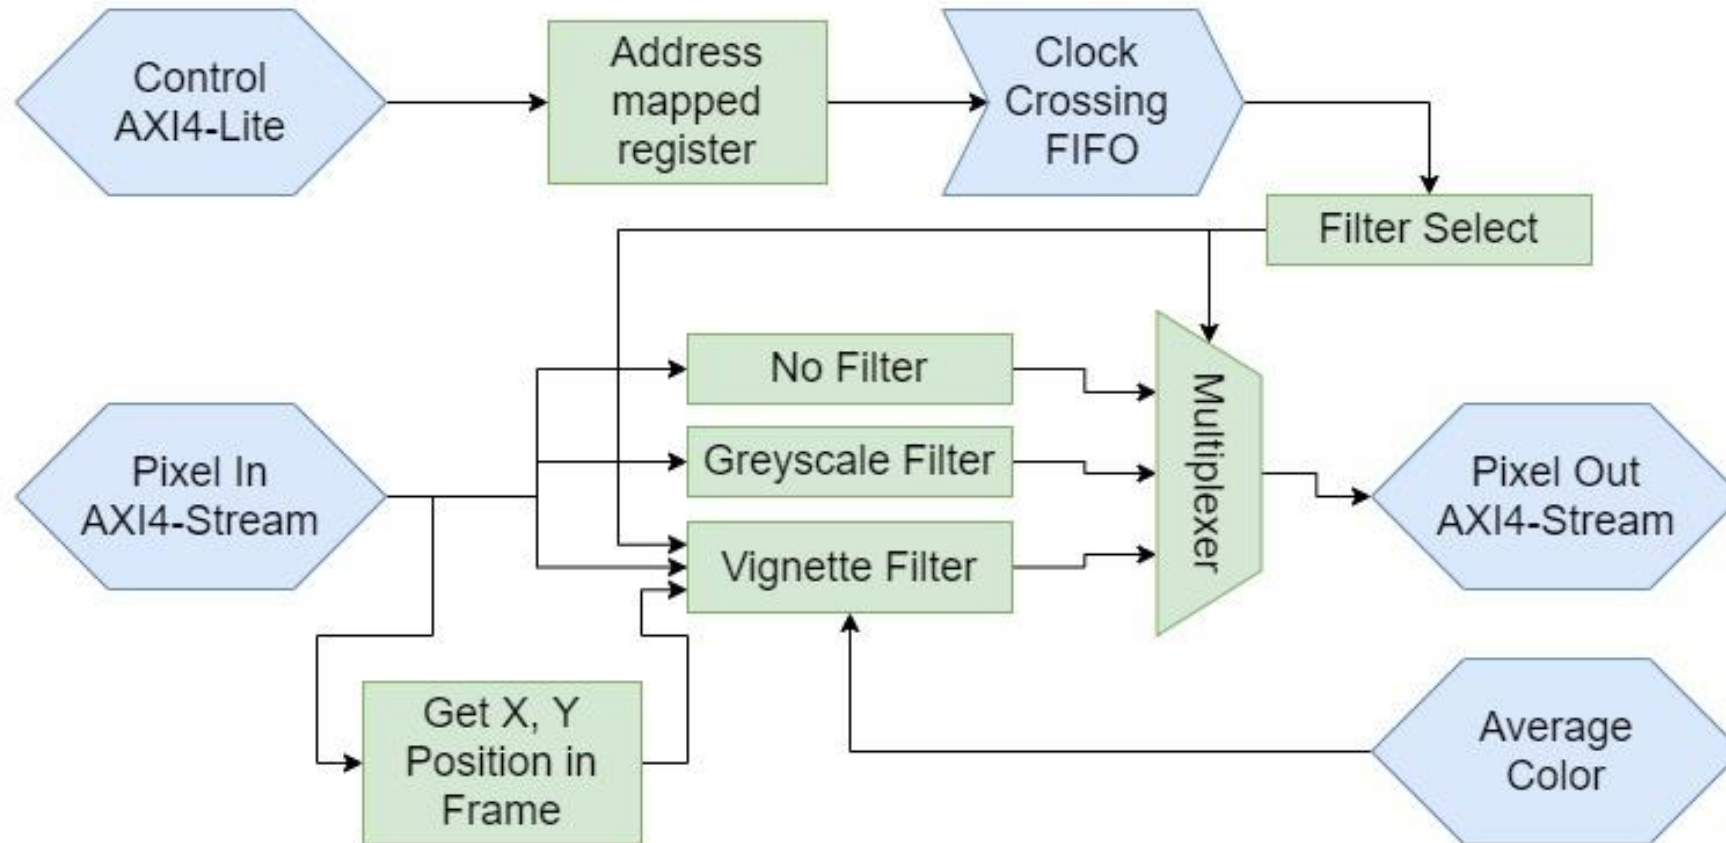 Control
AXI4-Lite
Address
mapped
register
Clock
Crossing
FIFO
Filter Select
No Filter
Greyscale Filter
Vignette Filter
Multiplexer
Pixel In
AXI4-Stream
Pixel Out
AXI4-Stream
Get X, Y
Position in
Frame
Average
Color